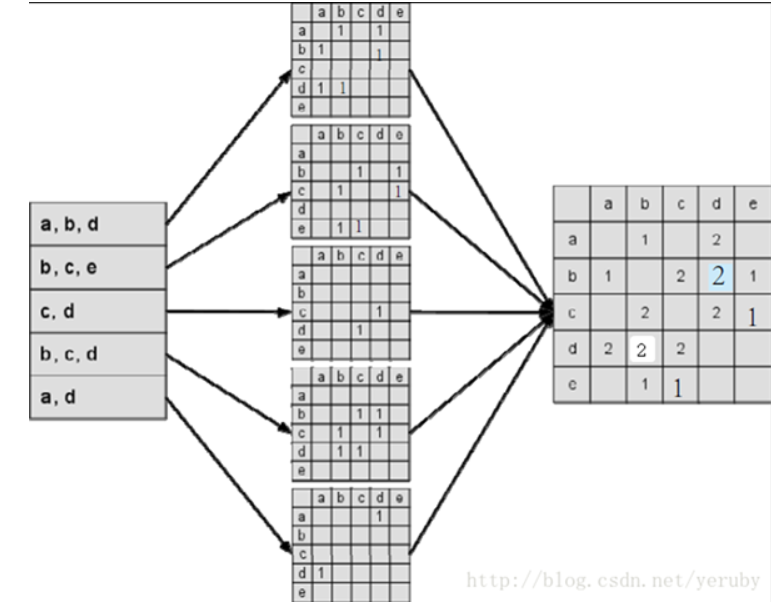 a, b, d
b, c, e
c, d
b, c, d
a, d
a b c d e
a 1 1
b 1 1
c
d 1 1
e
a b c d e
a
b 1 1
c 1 1
d
e 1 1
a b c d e
a
b
c 1
d 1
e
a b c d e
a
b 1 1
c 1 1
d 1 1
e
a b c d e
a 1
b
c
d 1
e
a b c d e
a 1 2
b 1 2 2 1
c 2 2 1
d 2 2 2
e 1 1
http://blog.csdn.net/yeruby